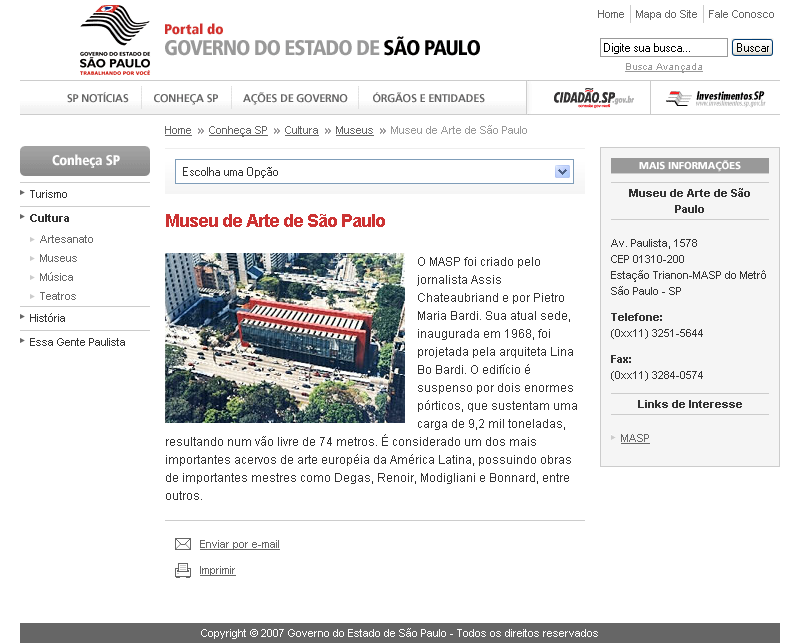 GOVERNO DO ESTADO DE
SÃO PAULO
TRABALHANDO POR VOCÊ
Portal do
GOVERNO DO ESTADO DE SÃO PAULO
Home Mapa do Site Fale Conosco
Digite sua busca... Buscar
Busca Avançada
SP NOTÍCIAS CONHEÇA SP AÇÕES DE GOVERNO ÓRGÃOS E ENTIDADES CIDADÃO.SP.gov.br Investimentos.SP
www.investimentos.sp.gov.br
Home » Conheça SP » Cultura » Museus » Museu de Arte de São Paulo
Conheça SP
Turismo
Cultura
Artesanato
Museus
Música
Teatros
História
Essa Gente Paulista
Escolha uma Opção
Museu de Arte de São Paulo
O MASP foi criado pelo
jornalista Assis
Chateaubriand e por Pietro
Maria Bardi. Sua atual sede,
inaugurada em 1968, foi
projetada pela arquiteta Lina
Bo Bardi. O edifício é
suspenso por dois enormes
pórticos, que sustentam uma
carga de 9,2 mil toneladas,
resultando num vão livre de 74 metros. É considerado um dos mais
importantes acervos de arte européia da América Latina, possuindo obras
de importantes mestres como Degas, Renoir, Modigliani e Bonnard, entre
outros.
Enviar por e-mail
Imprimir
MAIS INFORMAÇÕES
Museu de Arte de São
Paulo
Av. Paulista, 1578
CEP 01310-200
Estação Trianon-MASP do Metrô
São Paulo - SP
Telefone:
(0xx11) 3251-5644
Fax:
(0xx11) 3284-0574
Links de Interesse
MASP
Copyright © 2007 Governo do Estado de São Paulo - Todos os direitos reservados